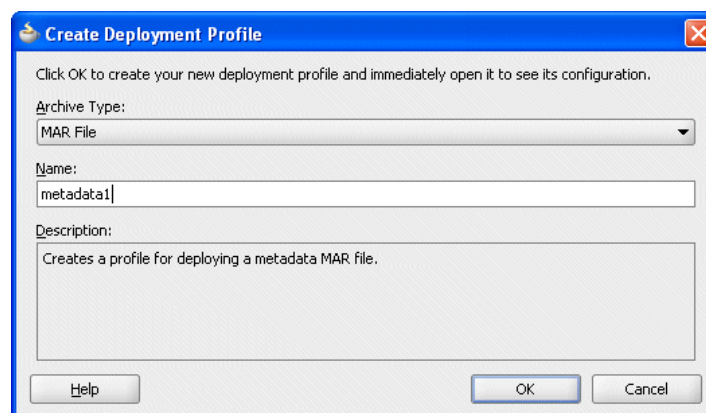 Create Deployment Profile
Click OK to create your new deployment profile and immediately open it to see its configuration.
Archive Type:
MAR File
Name:
metadata1
Description:
Creates a profile for deploying a metadata MAR file.
Help
OK
Cancel